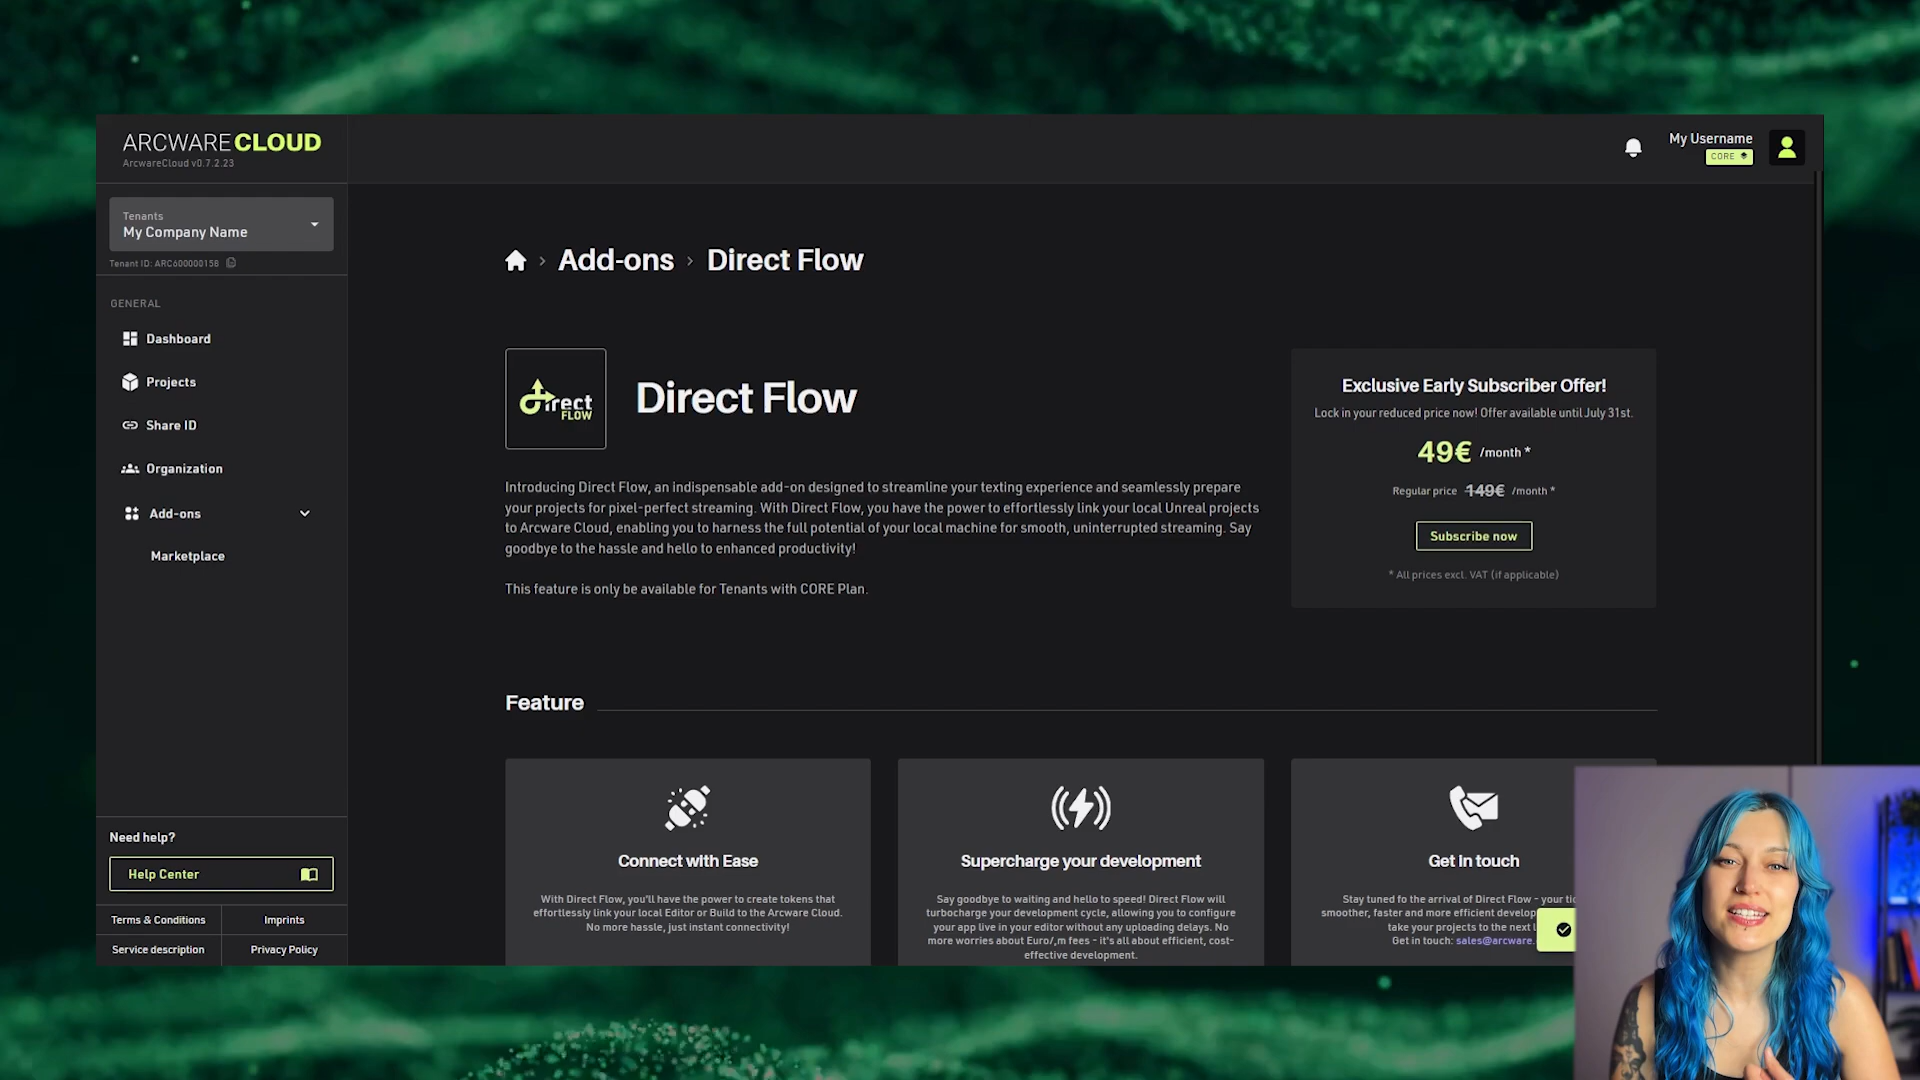 ARCWARE CLOUD
ArcwareCloud v0.7.2.23
My Username
CORE
Tenants
My Company Name
Tenant ID: ARC600000158
GENERAL
Dashboard
Projects
Share ID
Organization
Add-ons
Marketplace
Need help?
Help Center
Terms & Conditions
Imprints
Service description
Privacy Policy
Add-ons
Direct Flow
Direct FLOW
Direct Flow
Introducing Direct Flow, an indispensable add-on designed to streamline your texting experience and seamlessly prepare
your projects for pixel-perfect streaming. With Direct Flow, you have the power to effortlessly link your local Unreal projects
to Arcware Cloud, enabling you to harness the full potential of your local machine for smooth, uninterrupted streaming. Say
goodbye to the hassle and hello to enhanced productivity!
This feature is only be available for Tenants with CORE Plan.
Exclusive Early Subscriber Offer!
Lock in your reduced price now! Offer available until July 31st.
49€ /month *
Regular price 149€ /month *
Subscribe now
* All prices excl. VAT (if applicable)
Feature
Connect with Ease
With Direct Flow, you'll have the power to create tokens that
effortlessly link your local Editor or Build to the Arcware Cloud.
No more hassle, just instant connectivity!
Supercharge your development
Say goodbye to waiting and hello to speed! Direct Flow will
turbocharge your development cycle, allowing you to configure
your app live in your editor without any uploading delays. No
more worries about Euro/,m fees - it's all about efficient, cost-
effective development.
Get in touch
Stay tuned fo the arrival of Direct Flow - your
smoother, faster and more efficient
take your projects to the next
Get in touch: sales@arcware.